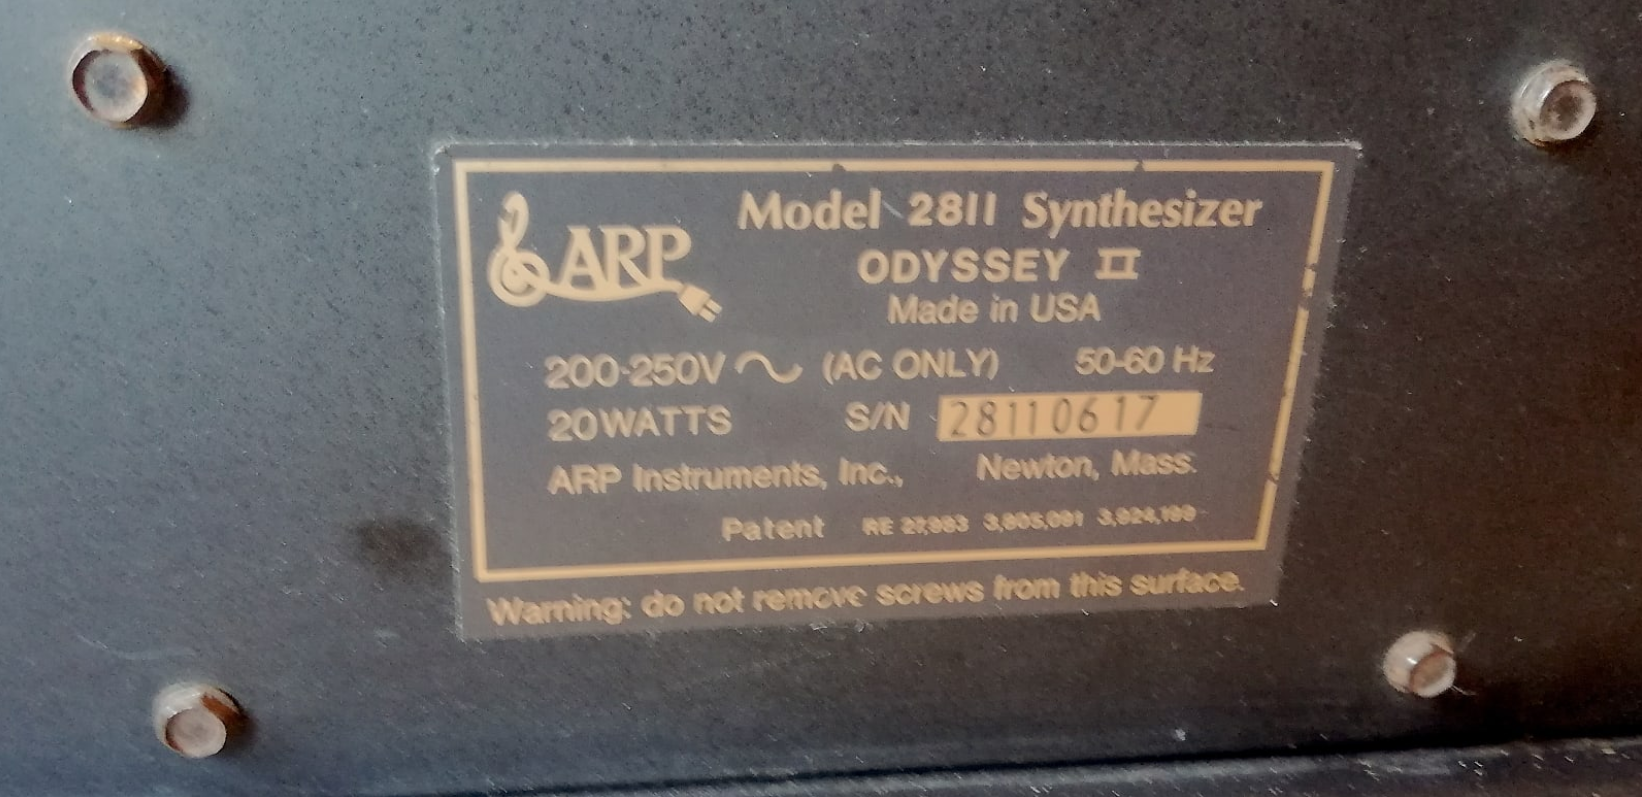 ARP
Model 2811 Synthesizer
ODYSSEY II
Made in USA
200-250V ~ (AC ONLY) 50-60 Hz
20WATTS S/N 28110617
ARP Instruments, Inc., Newton, Mass.
Patent RE 3,805,091 3,924,199
Warning: do not remove screws from this surface.